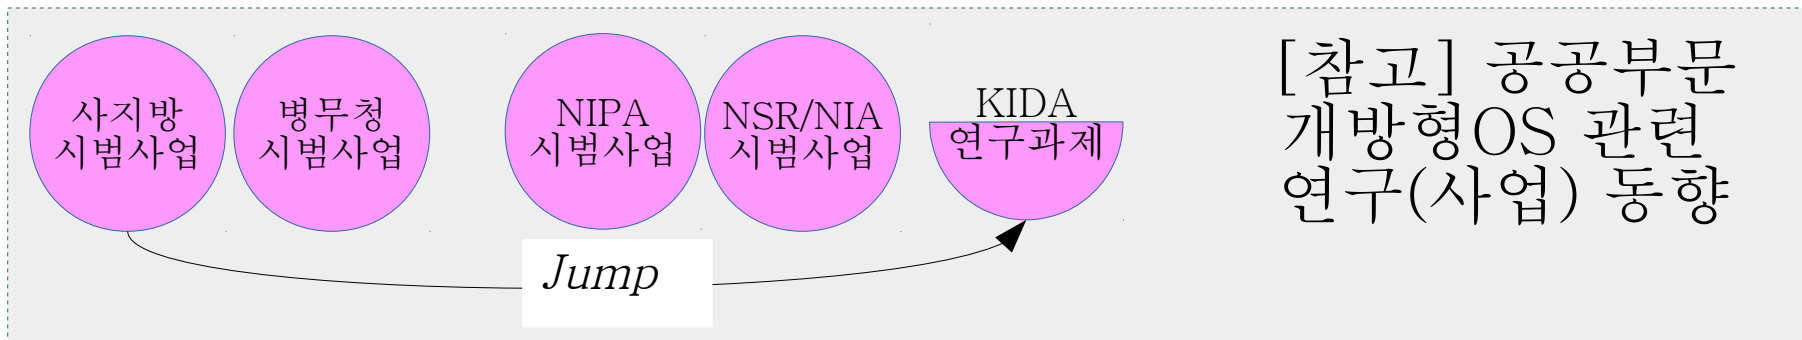 사지방
시범사업
병무청
시범사업
NIPA
시범사업
NSR/NIA
시범사업
KIDA
연구과제
Jump
[참고] 공공부문
개방형OS 관련
연구(사업) 동향